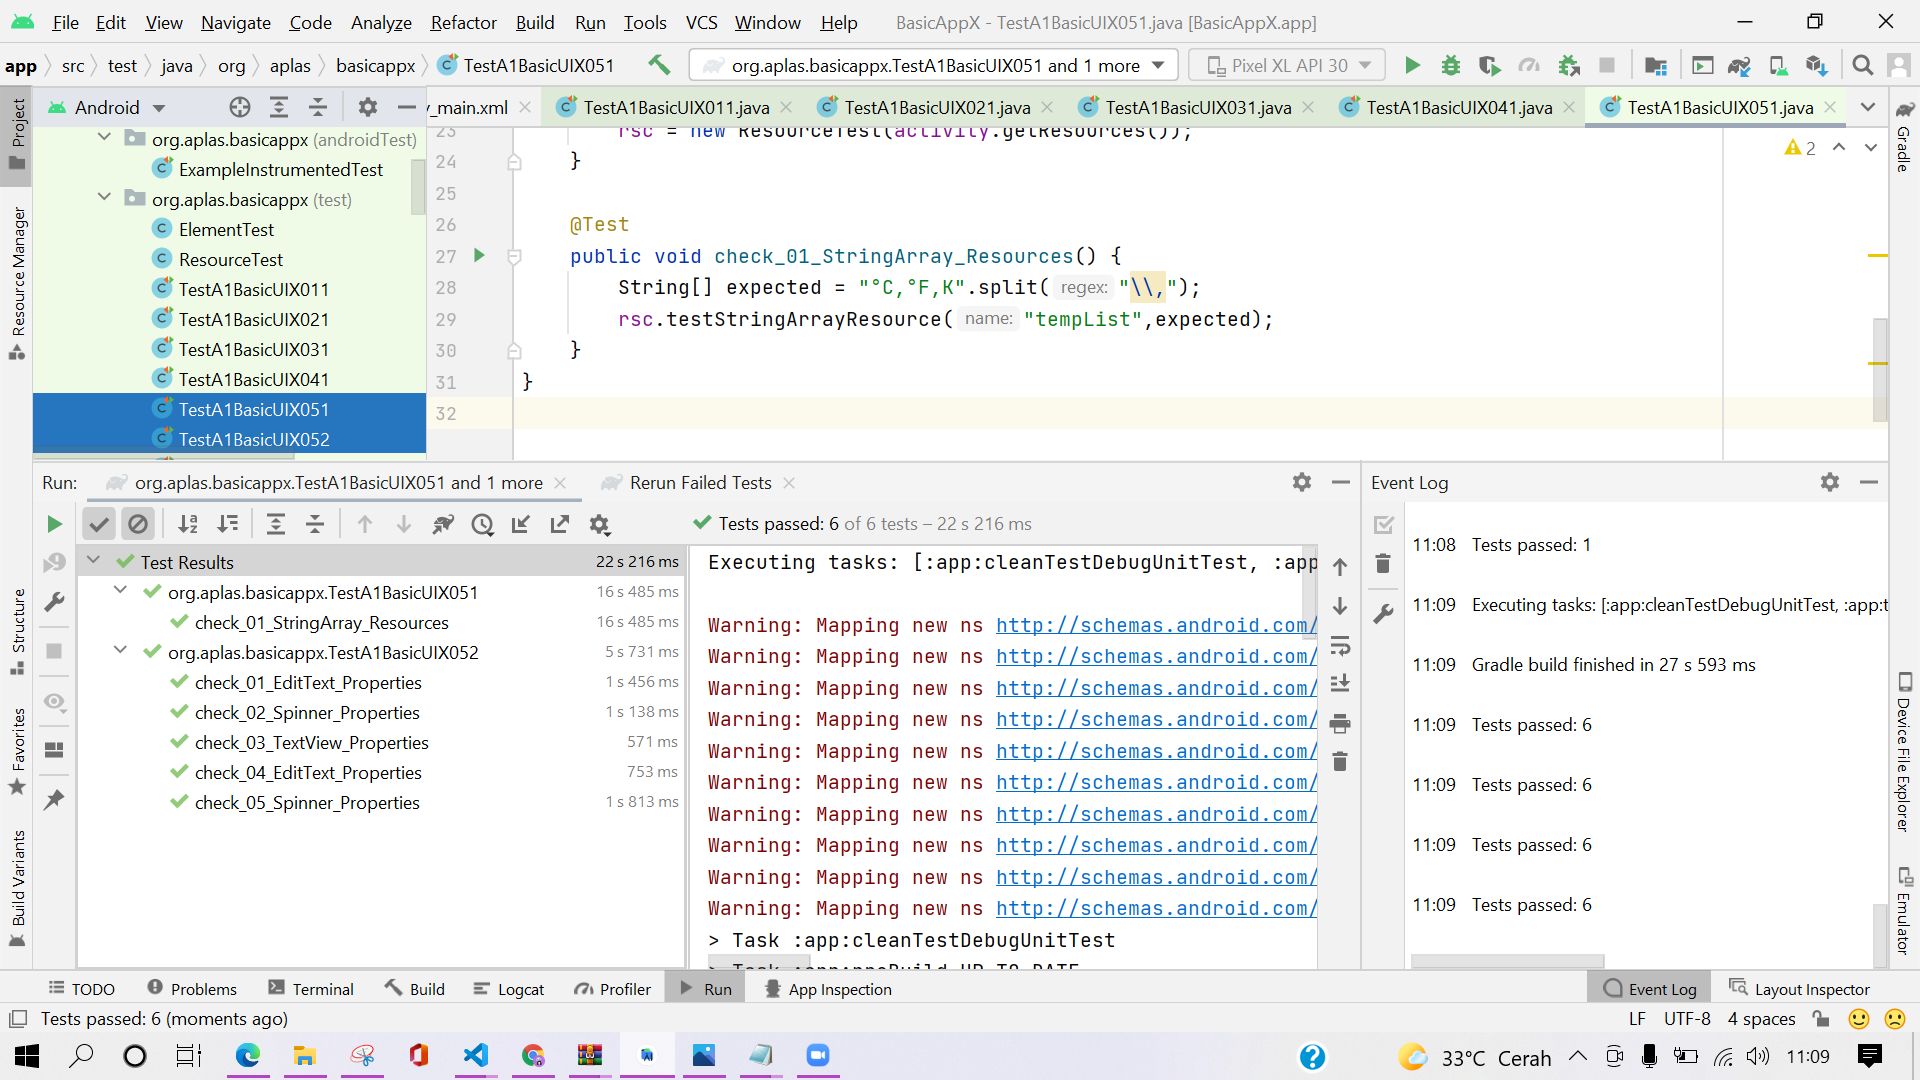 File Edit View Navigate Code Analyze Refactor Build Run Tools VCS Window Help BasicAppX - TestA1BasicUIX051.java [BasicAppX.app]
app src test java org aplas basicappx TestA1BasicUIX051 org.aplas.basicappx.TestA1BasicUIX051 and 1 more Pixel XL API 30
Android
y_main.xml TestA1BasicUIX011.java TestA1BasicUIX021.java TestA1BasicUIX031.java TestA1BasicUIX041.java TestA1BasicUIX051.java
Project
Resource Manager
Structure
Favorites
Build Variants
org.aplas.basicappx (androidTest)
ExampleInstrumentedTest
org.aplas.basicappx (test)
ElementTest
ResourceTest
TestA1BasicUIX011
TestA1BasicUIX021
TestA1BasicUIX031
TestA1BasicUIX041
TestA1BasicUIX051
TestA1BasicUIX052
23 rsc = new ResourceTest(activity.getResources());
24 }
25
26 @Test
27 public void check_01_StringArray_Resources() {
28 String[] expected = "°C,°F,K".split( regex: "\\,");
29 rsc.testStringArrayResource( name: "tempList",expected);
30 }
31 }
32
2
Gradle
Device File Explorer
Emulator
Run: org.aplas.basicappx.TestA1BasicUIX051 and 1 more Rerun Failed Tests
Tests passed: 6 of 6 tests – 22 s 216 ms
Test Results 22 s 216 ms
org.aplas.basicappx.TestA1BasicUIX051 16 s 485 ms
check_01_StringArray_Resources 16 s 485 ms
org.aplas.basicappx.TestA1BasicUIX052 5 s 731 ms
check_01_EditText_Properties 1 s 456 ms
check_02_Spinner_Properties 1 s 138 ms
check_03_TextView_Properties 571 ms
check_04_EditText_Properties 753 ms
check_05_Spinner_Properties 1 s 813 ms
Executing tasks: [:app:cleanTestDebugUnitTest, :app
Warning: Mapping new ns http://schemas.android.com/
Warning: Mapping new ns http://schemas.android.com/
Warning: Mapping new ns http://schemas.android.com/
Warning: Mapping new ns http://schemas.android.com/
Warning: Mapping new ns http://schemas.android.com/
Warning: Mapping new ns http://schemas.android.com/
Warning: Mapping new ns http://schemas.android.com/
Warning: Mapping new ns http://schemas.android.com/
Warning: Mapping new ns http://schemas.android.com/
Warning: Mapping new ns http://schemas.android.com/
> Task :app:cleanTestDebugUnitTest
> Task :app:preBuild UP-TO-DATE
Event Log
11:08 Tests passed: 1
11:09 Executing tasks: [:app:cleanTestDebugUnitTest, :app:t
11:09 Gradle build finished in 27 s 593 ms
11:09 Tests passed: 6
11:09 Tests passed: 6
11:09 Tests passed: 6
11:09 Tests passed: 6
TODO Problems Terminal Build Logcat Profiler Run App Inspection Event Log Layout Inspector
Tests passed: 6 (moments ago) LF UTF-8 4 spaces
33°C Cerah 11:09